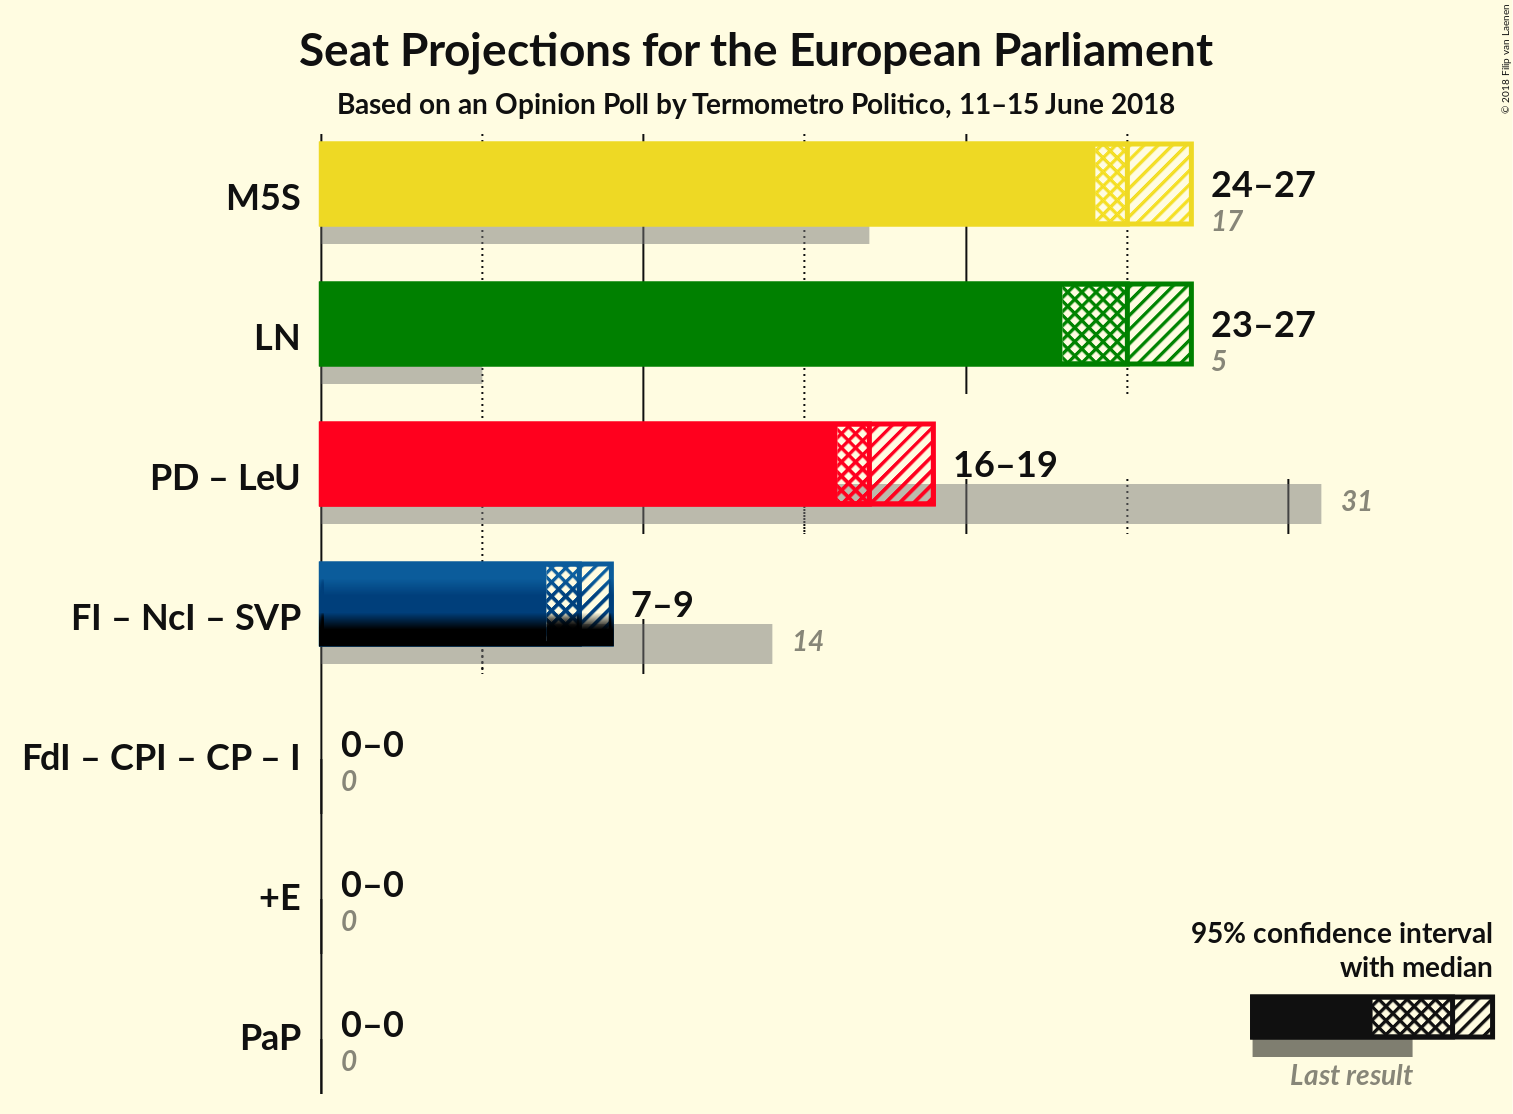 Seat Projections for the European Parliament
Based on an Opinion Poll by Termometro Politico, 11–15 June 2018
© 2018 Filip van Laenen
M5S
24–27
17
LN
23–27
5
PD – LeU
16–19
31
FI – NcI – SVP
7–9
14
FdI – CPI – CP – I
0–0
0
+E
0–0
0
PaP
0–0
0
95% confidence interval
with median
Last result